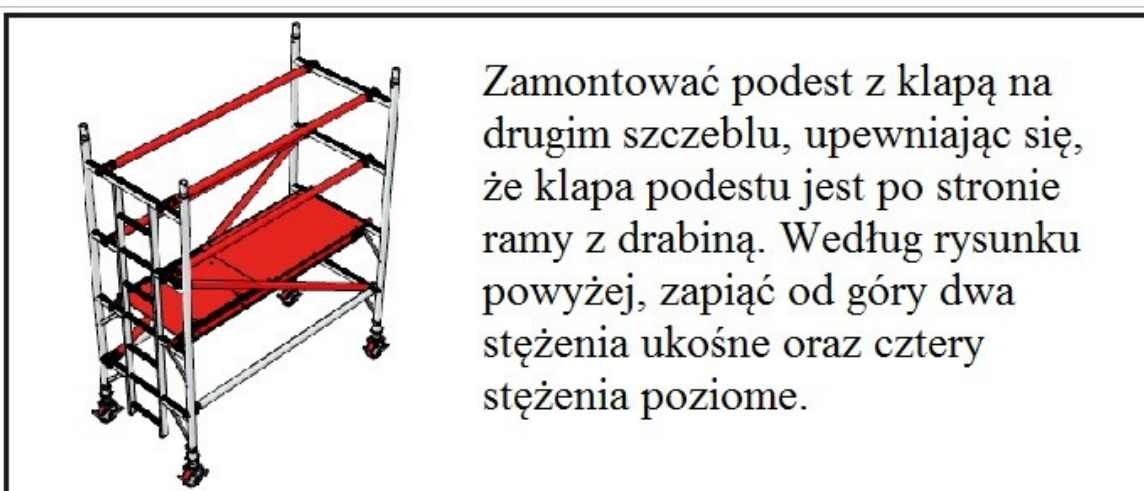 Zamontować podest z klapą na
drugim szczeblu, upewniając się,
że klapa podestu jest po stronie
ramy z drabiną. Według rysunku
powyżej, zapiąć od góry dwa
stężenia ukośne oraz cztery
stężenia poziome.